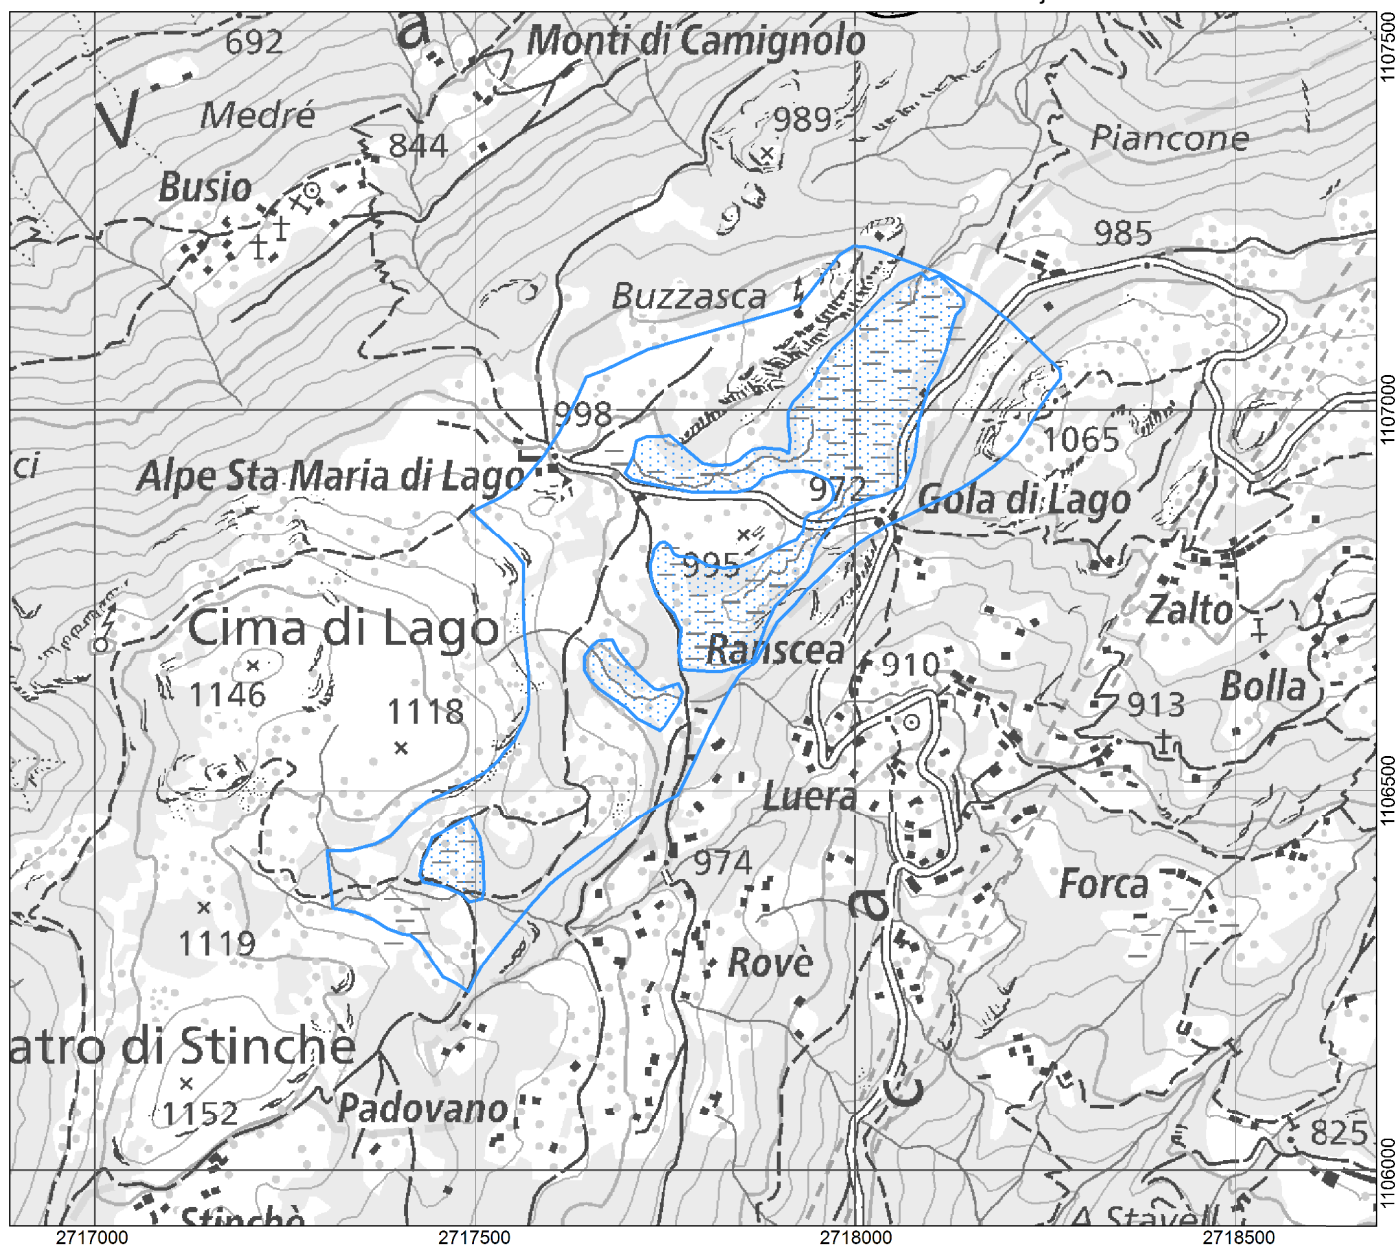 692
a
Monti di Camignolo
1107500
V
Medré
844
989
Piancone
Busio
985
Buzzasca
998
1107000
1065
ci
Alpe Sta Maria di Lago
972
Gola di Lago
995
Zalto
Cima di Lago
Ranscea
910
Bolla
1146
1118
913
Luera
1106500
974
Forca
a
1119
Rovè
atro di Stinchè
c
1152
Padovano
825
1106000
Stinchè
A Stavèll
2717000
2717500
2718000
2718500